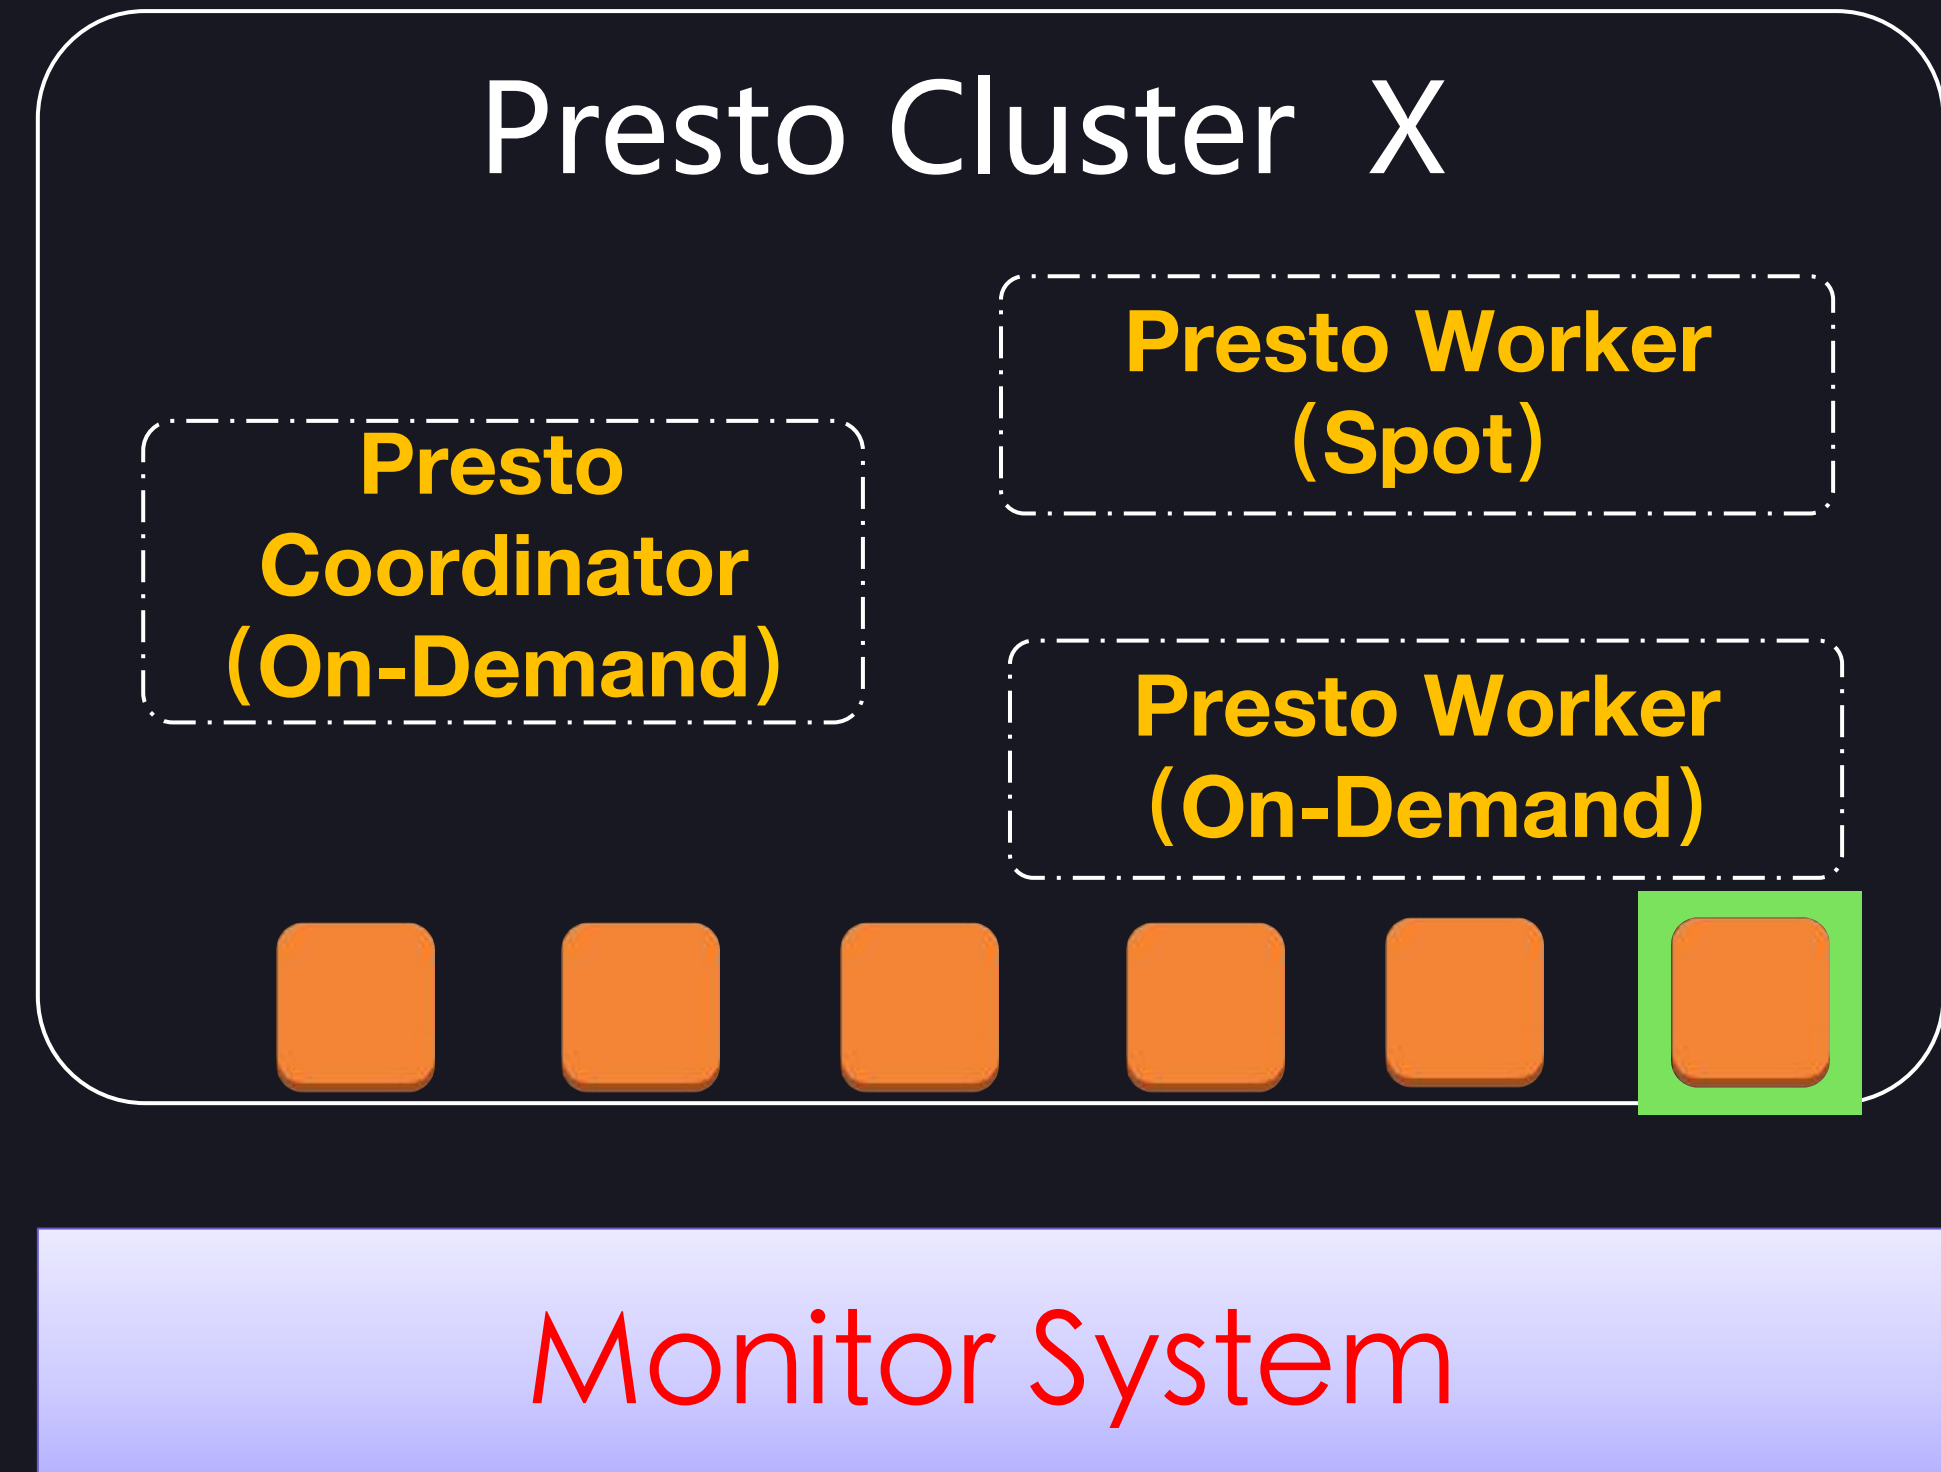 Presto Cluster X
Presto Worker
(Spot)
Presto
Coordinator
(On-Demand)
Presto Worker
(On-Demand)
Monitor System